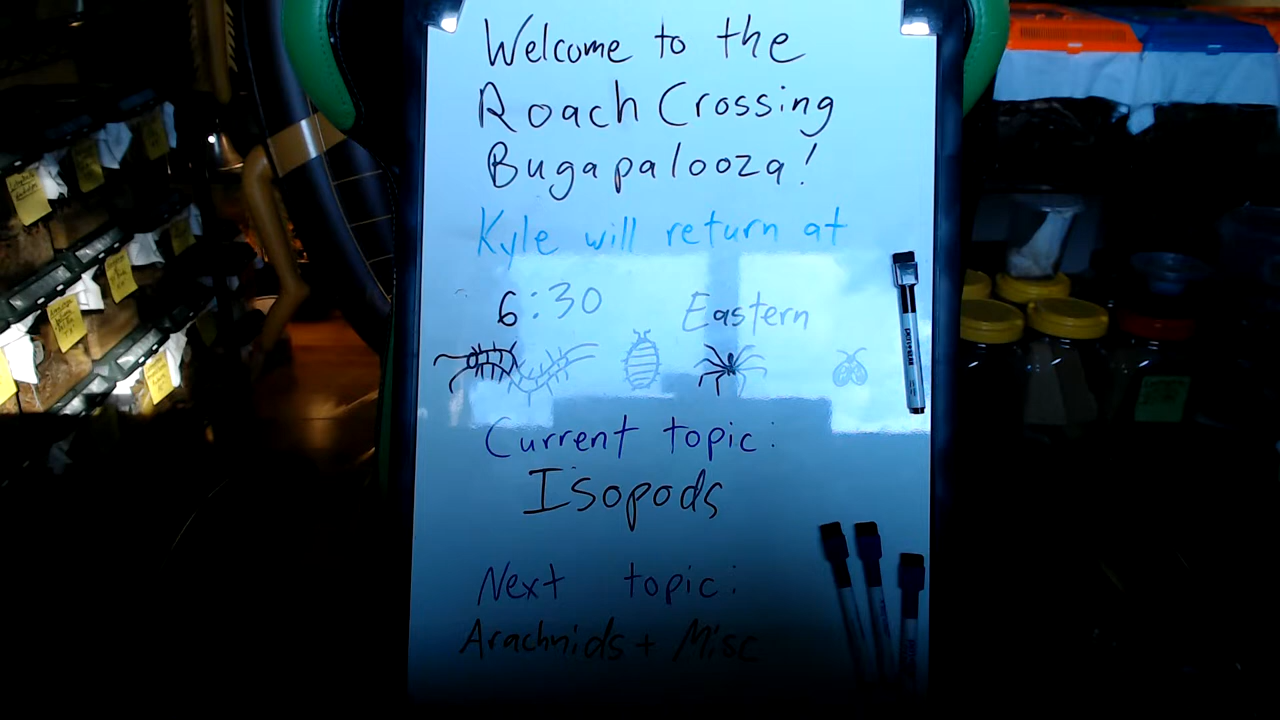 Welcome to the
Roach Crossing
Bugapalooza!
Kyle will return at
6:30 Eastern
Current topic:
Isopods
Next topic:
Arachnids + Misc